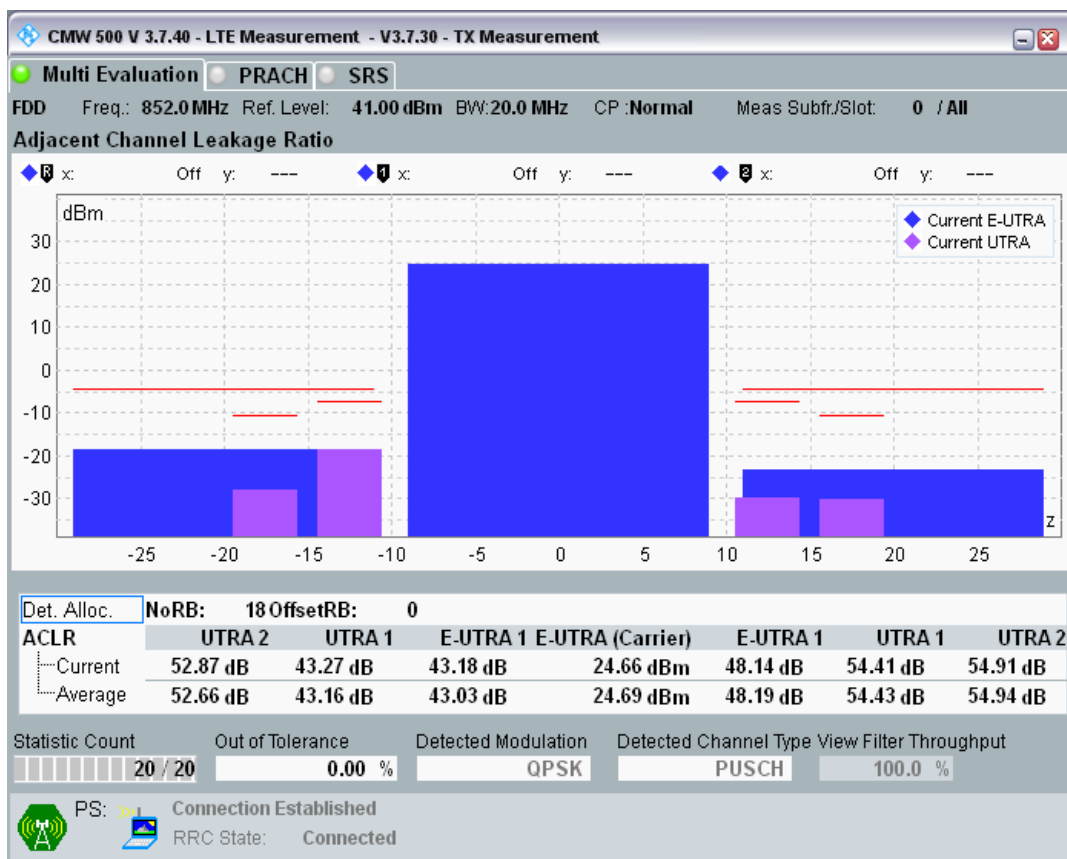 CMW 500 V 3.7.40 - LTE Measurement - V3.7.30 - TX Measurement
Multi Evaluation PRACH SRS
FDD Freq.: 852.0 MHz Ref. Level: 41.00 dBm BW:20.0 MHz CP :Normal Meas Subfr./Slot: 0 / All
Adjacent Channel Leakage Ratio
R x: Off y: --- 1 x: Off y: --- 2 x: Off y: ---
dBm
Current E-UTRA
Current UTRA
30
20
10
0
-10
-20
-30
z
-25 -20 -15 -10 -5 0 5 10 15 20 25
Det. Alloc. NoRB: 18 OffsetRB: 0
ACLR UTRA 2 UTRA 1 E-UTRA 1 E-UTRA (Carrier) E-UTRA 1 UTRA 1 UTRA 2
Current 52.87 dB 43.27 dB 43.18 dB 24.66 dBm 48.14 dB 54.41 dB 54.91 dB
Average 52.66 dB 43.16 dB 43.03 dB 24.69 dBm 48.19 dB 54.43 dB 54.94 dB
Statistic Count Out of Tolerance Detected Modulation Detected Channel Type View Filter Throughput
20 / 20 0.00 % QPSK PUSCH 100.0 %
PS: Connection Established
RRC State: Connected